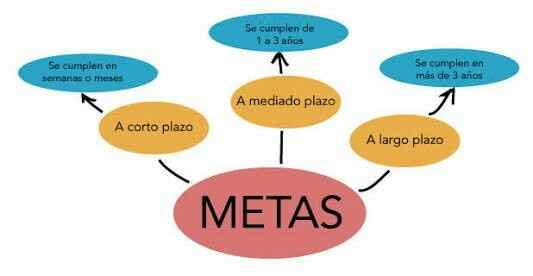 Se cumplen de
1 a 3 años
Se cumplen en
semanas o meses
Se cumplen en
más de 3 años
A mediado plazo
A corto plazo
A largo plazo
METAS